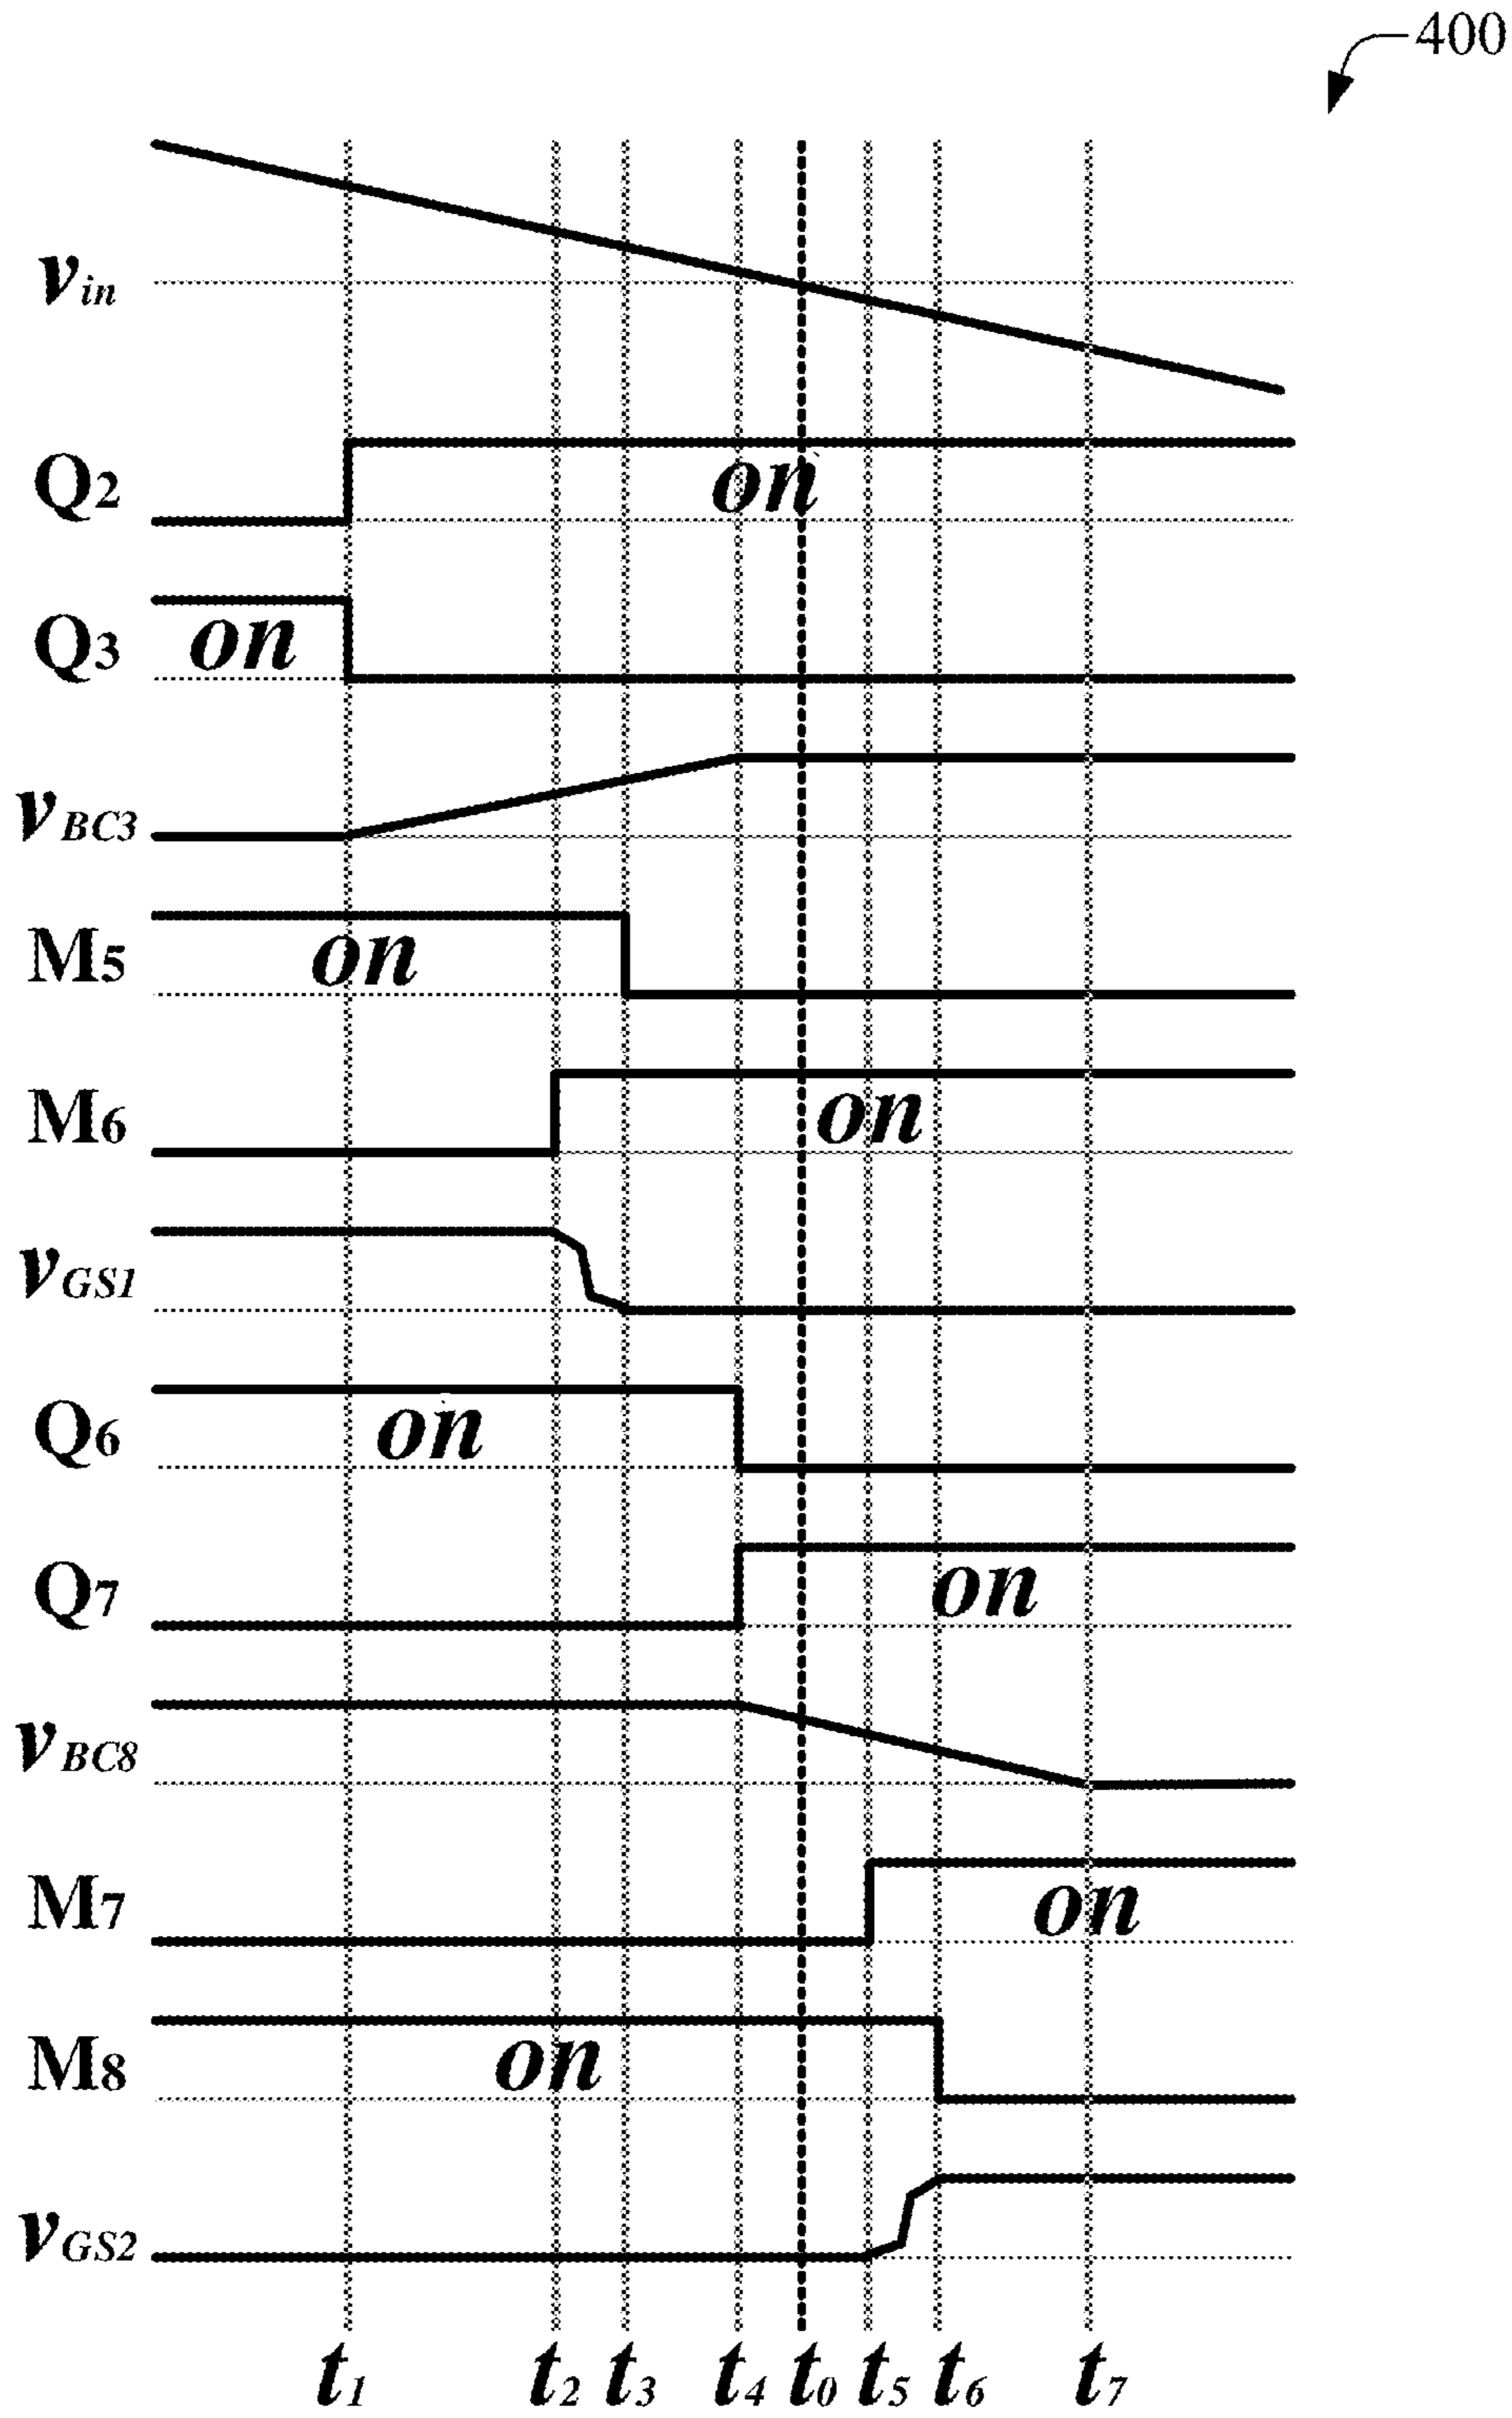 400
vin
Q2
on
Q3
on
vBC3
M5
on
M6
on
vGS1
Q6
on
Q7
on
vBC8
M7
on
M8
on
vGS2
t1 t2 t3 t4 t0 t5 t6 t7